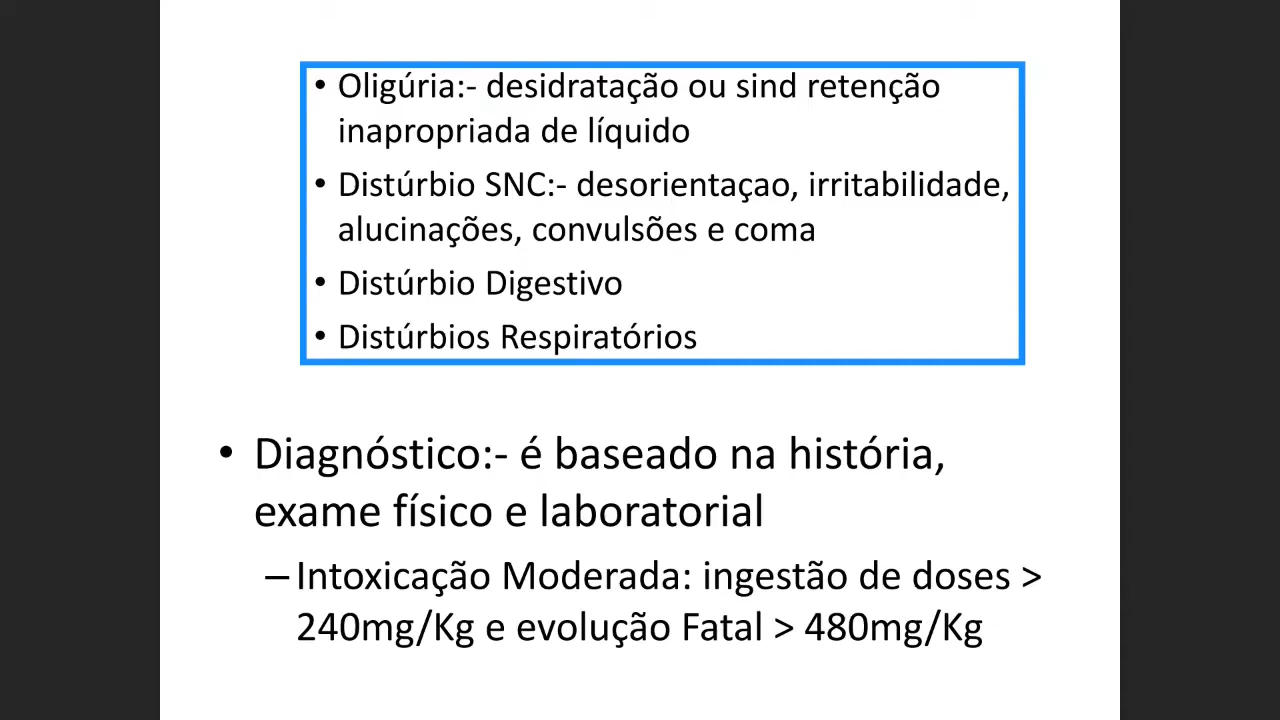 • Oligúria:- desidratação ou sind retenção
inapropriada de líquido
• Distúrbio SNC:- desorientaçao, irritabilidade,
alucinações, convulsões e coma
• Distúrbio Digestivo
• Distúrbios Respiratórios
• Diagnóstico:- é baseado na história,
exame físico e laboratorial
– Intoxicação Moderada: ingestão de doses >
240mg/Kg e evolução Fatal > 480mg/Kg